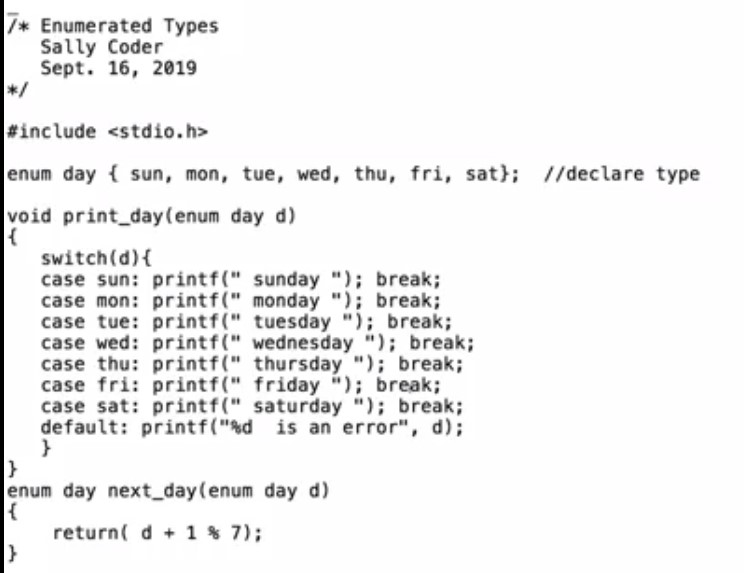 /* Enumerated Types
   Sally Coder
   Sept. 16, 2019
*/

#include <stdio.h>

enum day { sun, mon, tue, wed, thu, fri, sat};  //declare type

void print_day(enum day d)
{
   switch(d){
   case sun: printf(" sunday "); break;
   case mon: printf(" monday "); break;
   case tue: printf(" tuesday "); break;
   case wed: printf(" wednesday "); break;
   case thu: printf(" thursday "); break;
   case fri: printf(" friday "); break;
   case sat: printf(" saturday "); break;
   default: printf("%d  is an error", d);
   }
}
enum day next_day(enum day d)
{
    return( d + 1 % 7);
}